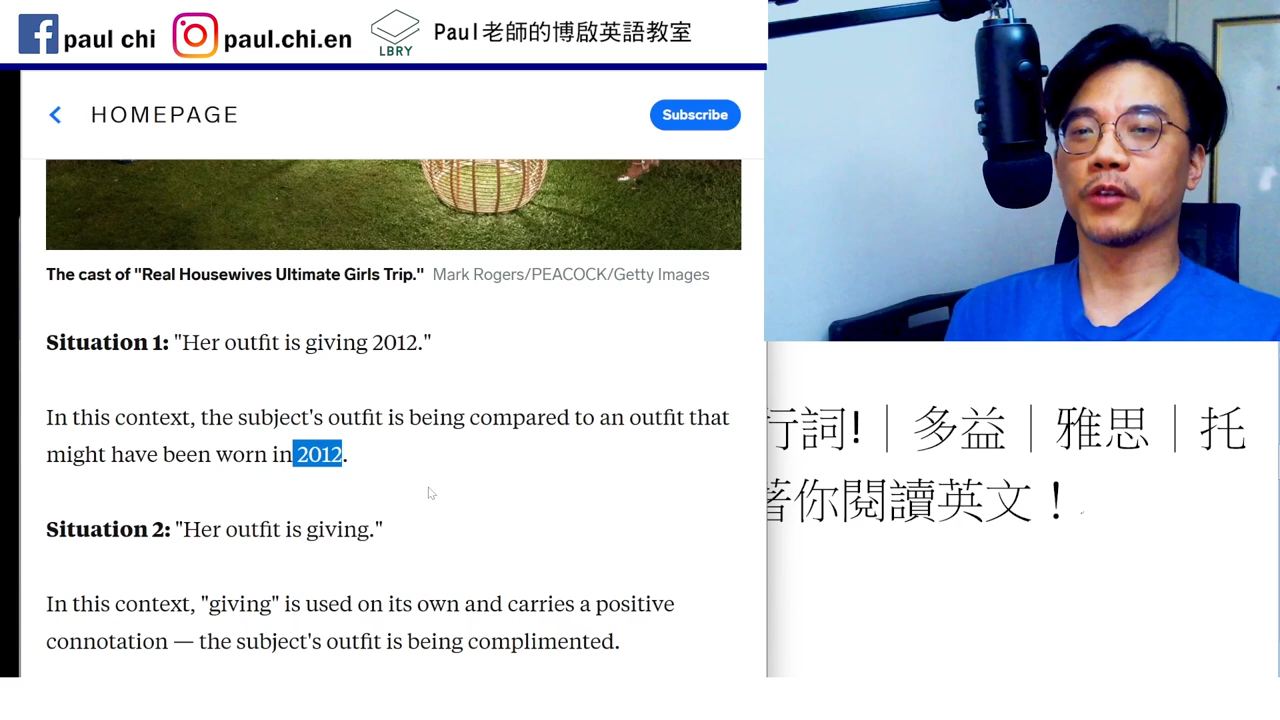 paul chi
paul.chi.en
LBRY
Paul老師的博啟英語教室
HOMEPAGE
Subscribe
The cast of "Real Housewives Ultimate Girls Trip." Mark Rogers/PEACOCK/Getty Images
Situation 1: "Her outfit is giving 2012."
In this context, the subject's outfit is being compared to an outfit that
might have been worn in 2012.
Situation 2: "Her outfit is giving."
In this context, "giving" is used on its own and carries a positive
connotation — the subject's outfit is being complimented.
行詞!｜多益｜雅思｜托
著你閱讀英文！